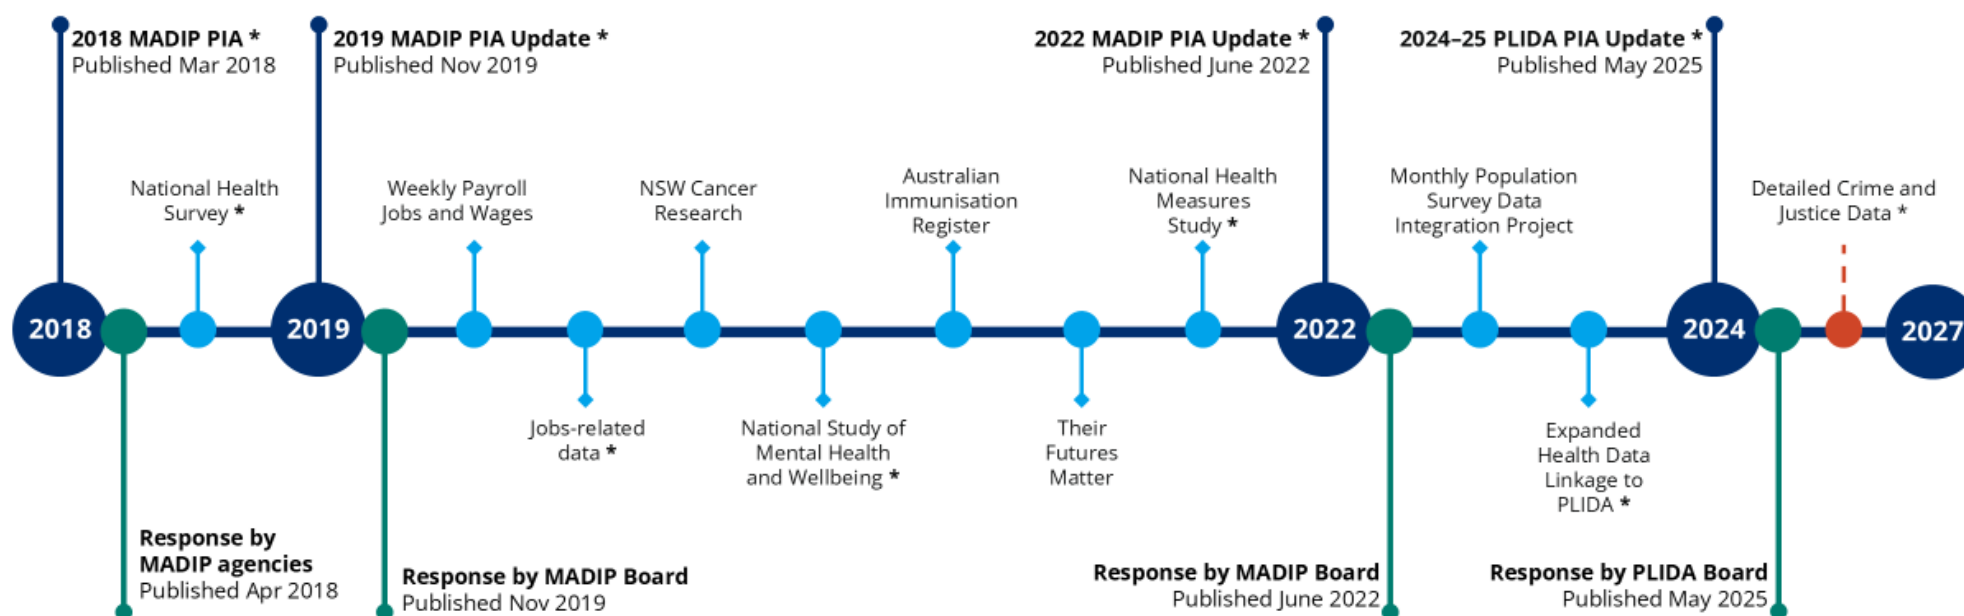 2018 MADIP PIA *
Published Mar 2018
2019 MADIP PIA Update *
Published Nov 2019
2022 MADIP PIA Update *
Published June 2022
2024–25 PLIDA PIA Update *
Published May 2025
National Health
Survey *
Weekly Payroll
Jobs and Wages
NSW Cancer
Research
Australian
Immunisation
Register
National Health
Measures
Study *
Monthly Population
Survey Data
Integration Project
Detailed Crime and
Justice Data *
2018
2019
2022
2024
2027
Jobs-related
data *
National Study of
Mental Health
and Wellbeing *
Their
Futures
Matter
Expanded
Health Data
Linkage to
PLIDA *
Response by
MADIP agencies
Published Apr 2018
Response by MADIP Board
Published Nov 2019
Response by MADIP Board
Published June 2022
Response by PLIDA Board
Published May 2025